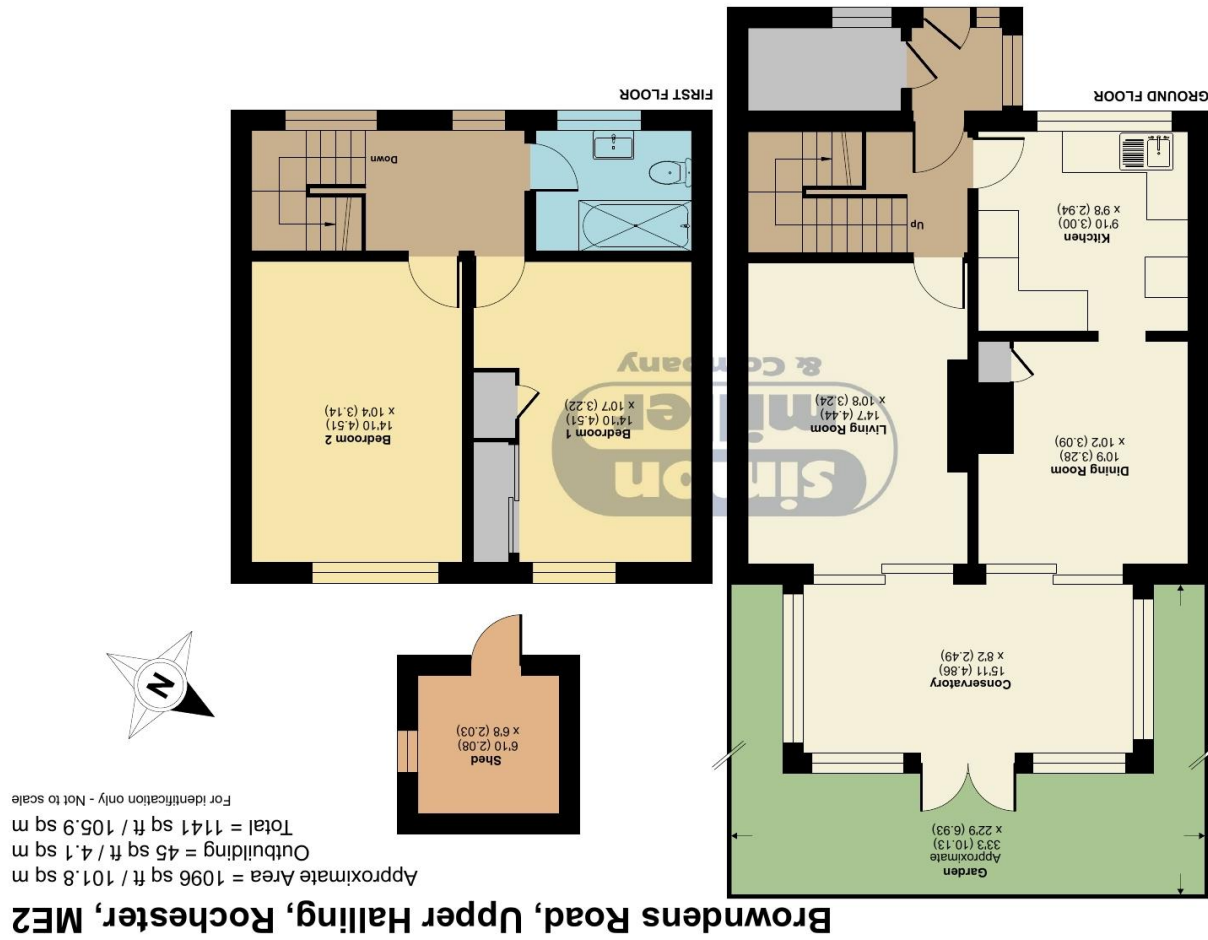 Browndens Road, Upper Halling, Rochester, ME2
Approximate Area = 1096 sq ft / 101.8 sq m
Outbuilding = 45 sq ft / 4.1 sq m
Total = 1141 sq ft / 105.9 sq m
For identification only - Not to scale
N
Garden
Approximate
33'3 (10.13)
x 22'9 (6.93)
Conservatory
15'11 (4.86)
x 8'2 (2.49)
Shed
6'10 (2.08)
x 6'8 (2.03)
Dining Room
10'9 (3.28)
x 10'2 (3.09)
Living Room
14'7 (4.44)
x 10'8 (3.24)
Kitchen
9'10 (3.00)
x 9'8 (2.94)
Up
GROUND FLOOR
Bedroom 1
14'10 (4.51)
x 10'7 (3.22)
Bedroom 2
14'10 (4.51)
x 10'4 (3.14)
Down
FIRST FLOOR
simon
miller
& Company